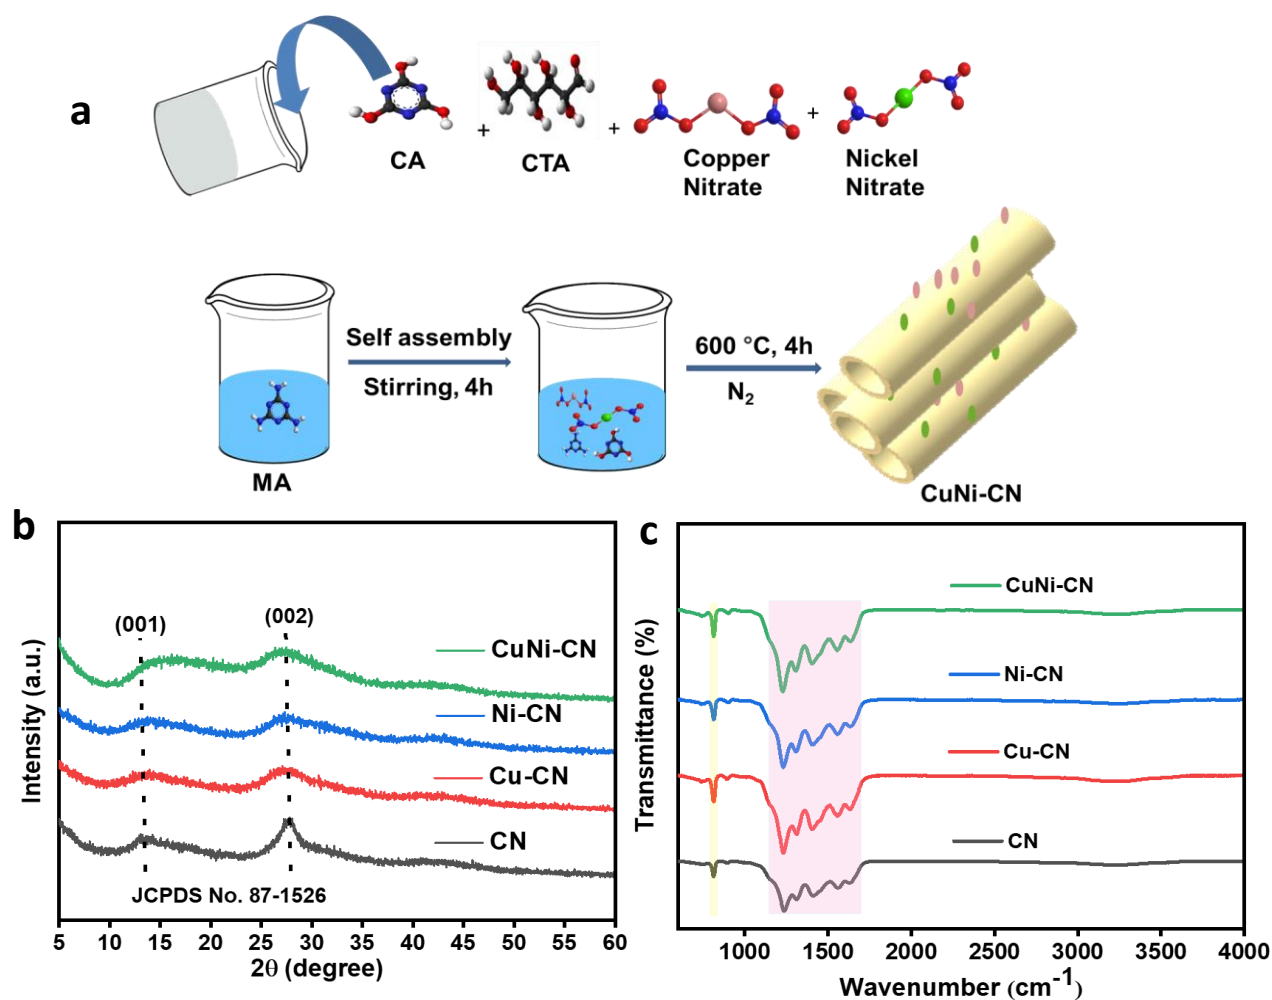 a
CA
+
CTA
+
Copper
Nitrate
+
Nickel
Nitrate
MA
Self assembly
Stirring, 4h
600 °C, 4h
N₂
CuNi-CN
b
Intensity (a.u.)
(001)
(002)
CuNi-CN
Ni-CN
Cu-CN
CN
JCPDS No. 87-1526
5 10 15 20 25 30 35 40 45 50 55 60
2θ (degree)
c
Transmittance (%)
CuNi-CN
Ni-CN
Cu-CN
CN
1000 1500 2000 2500 3000 3500 4000
Wavenumber (cm⁻¹)